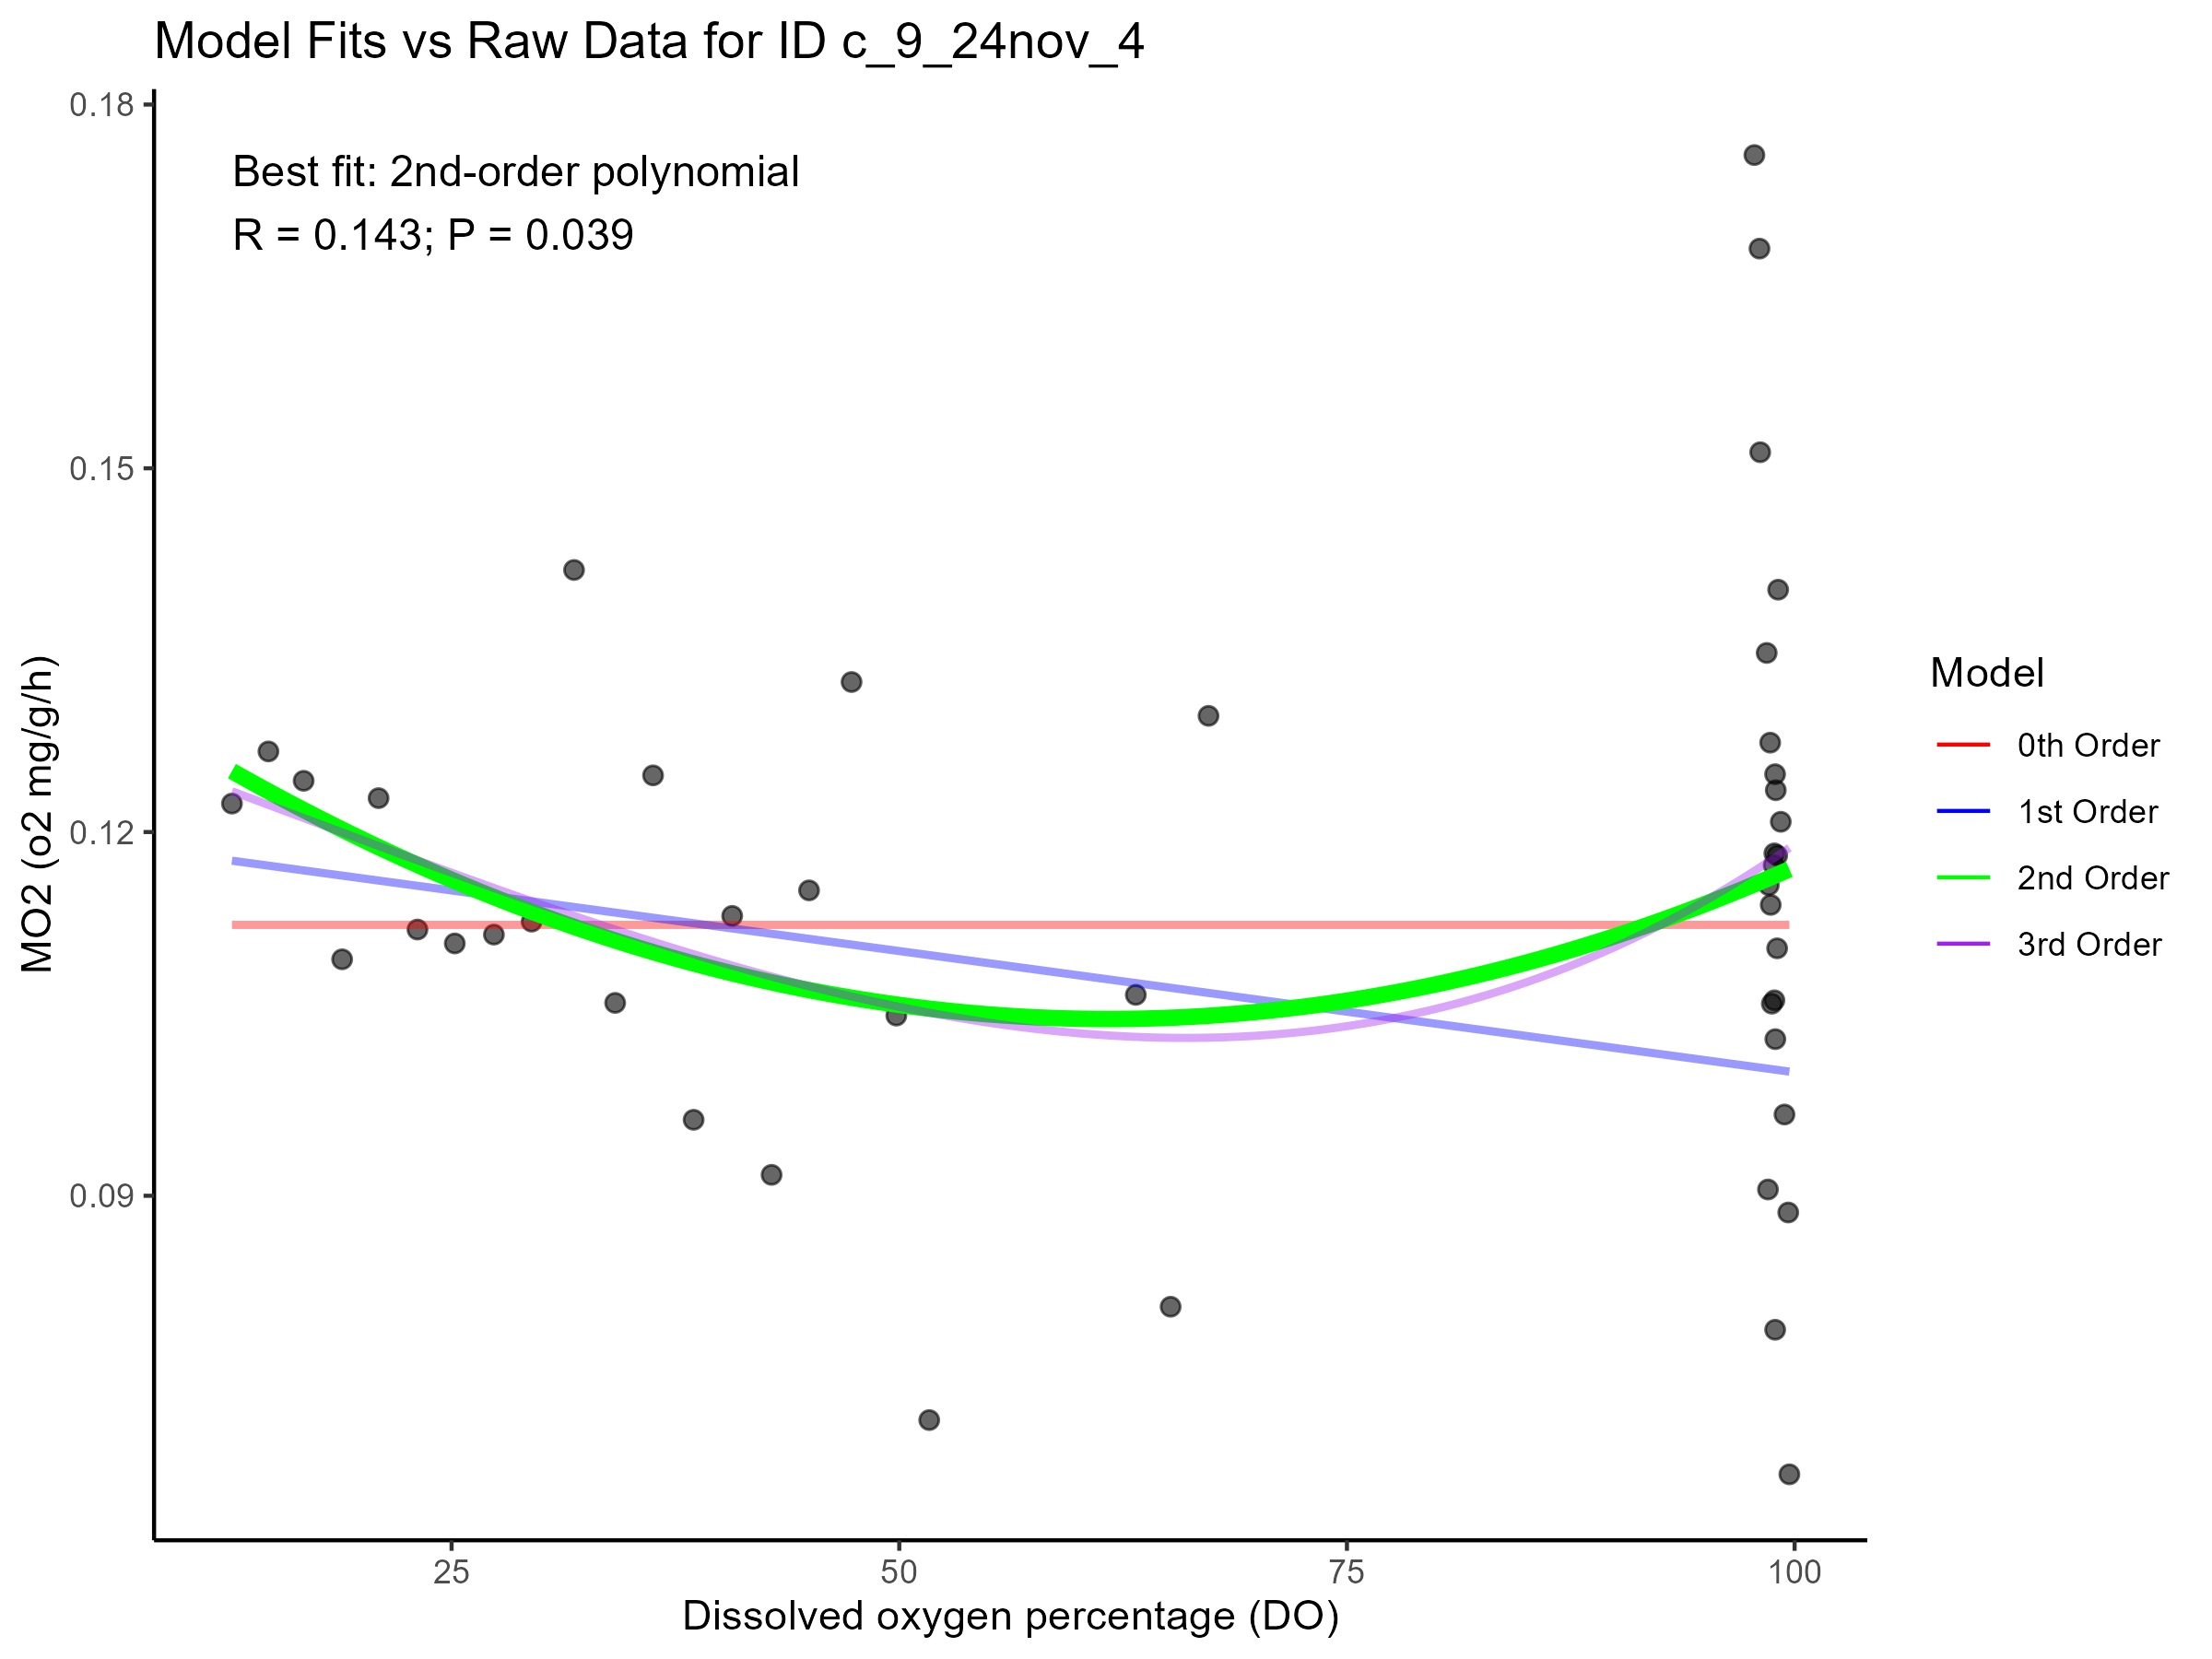 Model Fits vs Raw Data for ID c_9_24nov_4
Best fit: 2nd-order polynomial
R = 0.143; P = 0.039
0.18
0.15
0.12
0.09
MO2 (o2 mg/g/h)
25
50
75
100
Dissolved oxygen percentage (DO)
Model
0th Order
1st Order
2nd Order
3rd Order